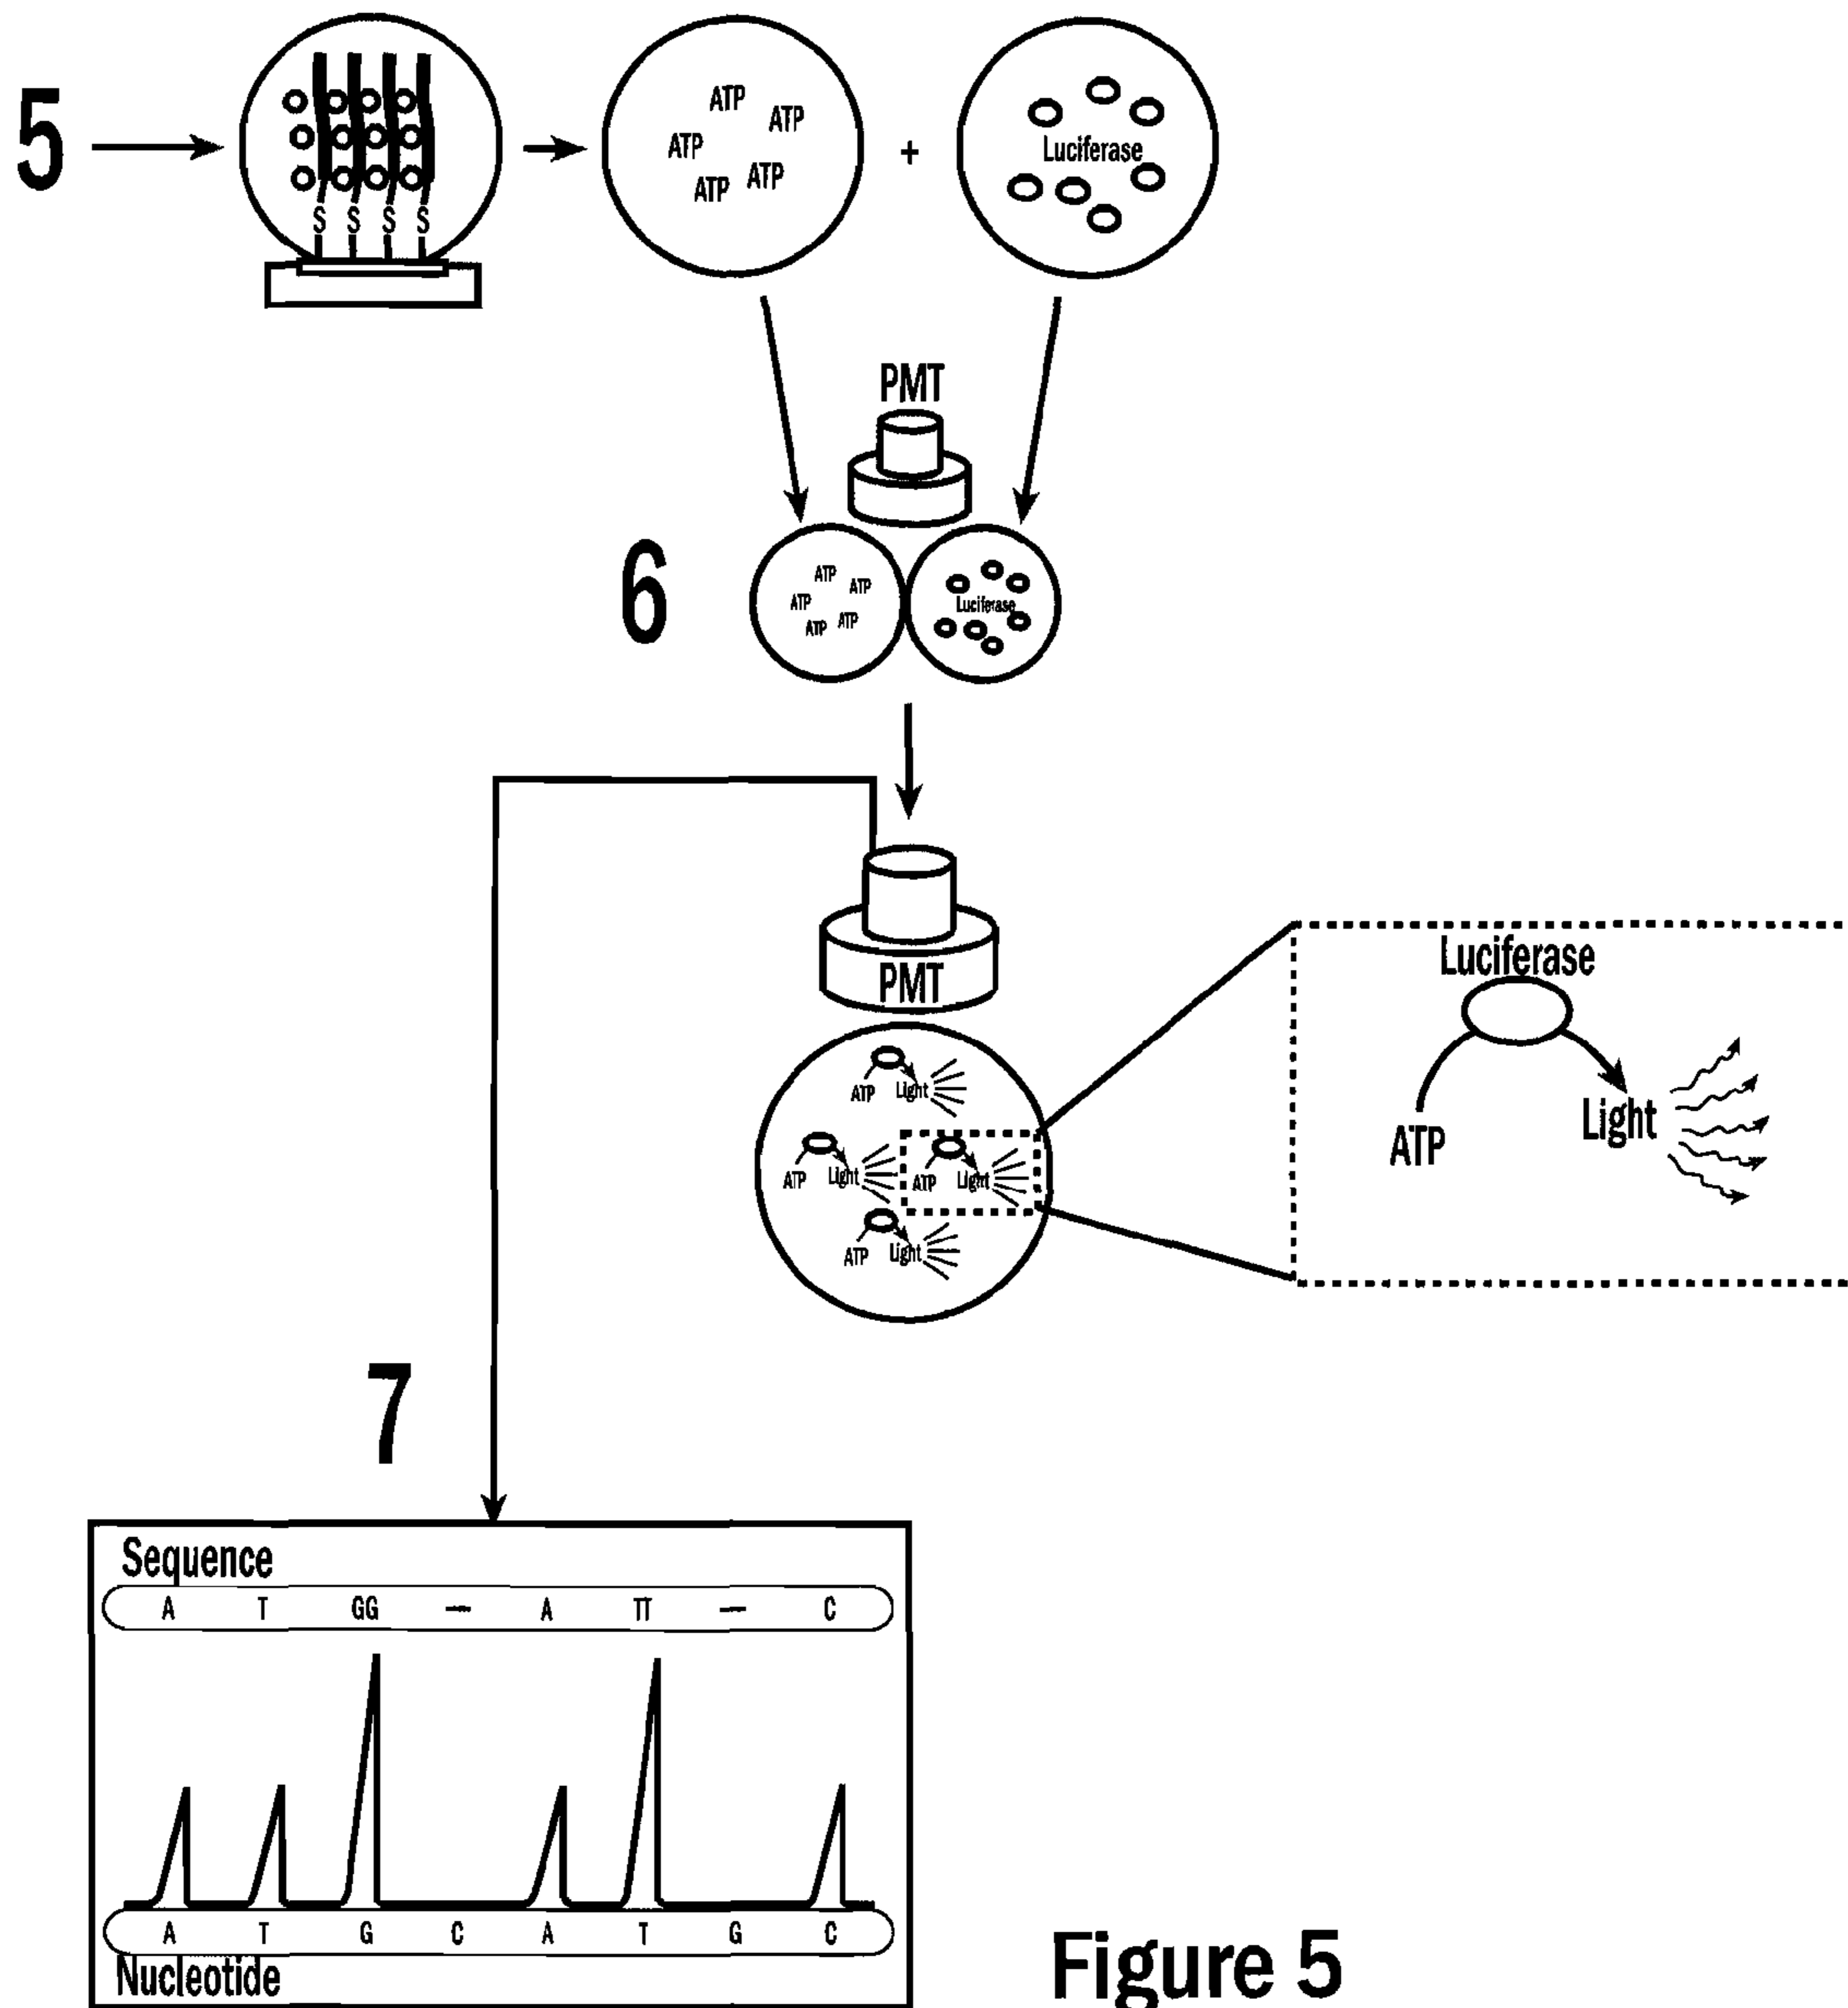 5
S S S S
ATP
ATP
ATP
ATP
ATP
+
Luciferase
PMT
6
ATP
ATP
ATP
ATP
ATP
Luciferase
PMT
Luciferase
ATP
Light
ATP Light
ATP Light
ATP Light
ATP Light
7
Sequence
A T GG — A TT — C
A T G C A T G C
Nucleotide
Figure 5